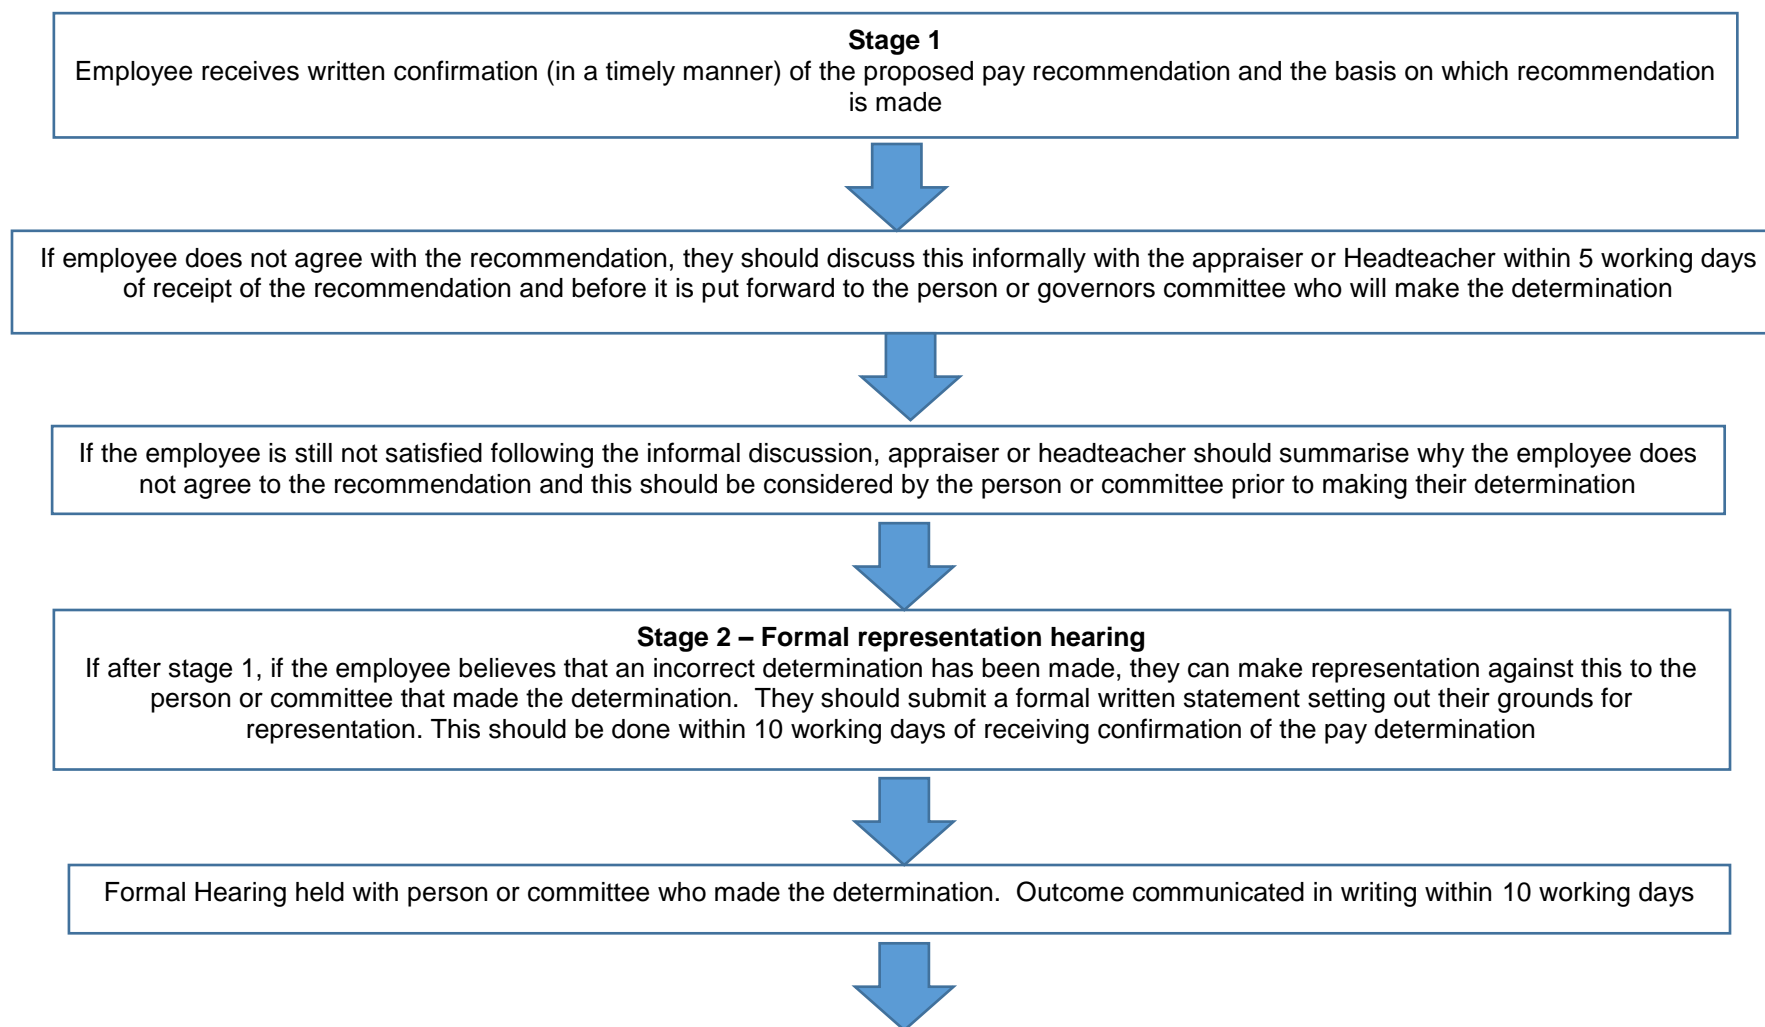 Stage 1
Employee receives written confirmation (in a timely manner) of the proposed pay recommendation and the basis on which recommendation
is made
If employee does not agree with the recommendation, they should discuss this informally with the appraiser or Headteacher within 5 working days
of receipt of the recommendation and before it is put forward to the person or governors committee who will make the determination
If the employee is still not satisfied following the informal discussion, appraiser or headteacher should summarise why the employee does
not agree to the recommendation and this should be considered by the person or committee prior to making their determination
Stage 2 – Formal representation hearing
If after stage 1, if the employee believes that an incorrect determination has been made, they can make representation against this to the
person or committee that made the determination.  They should submit a formal written statement setting out their grounds for
representation. This should be done within 10 working days of receiving confirmation of the pay determination
Formal Hearing held with person or committee who made the determination.  Outcome communicated in writing within 10 working days